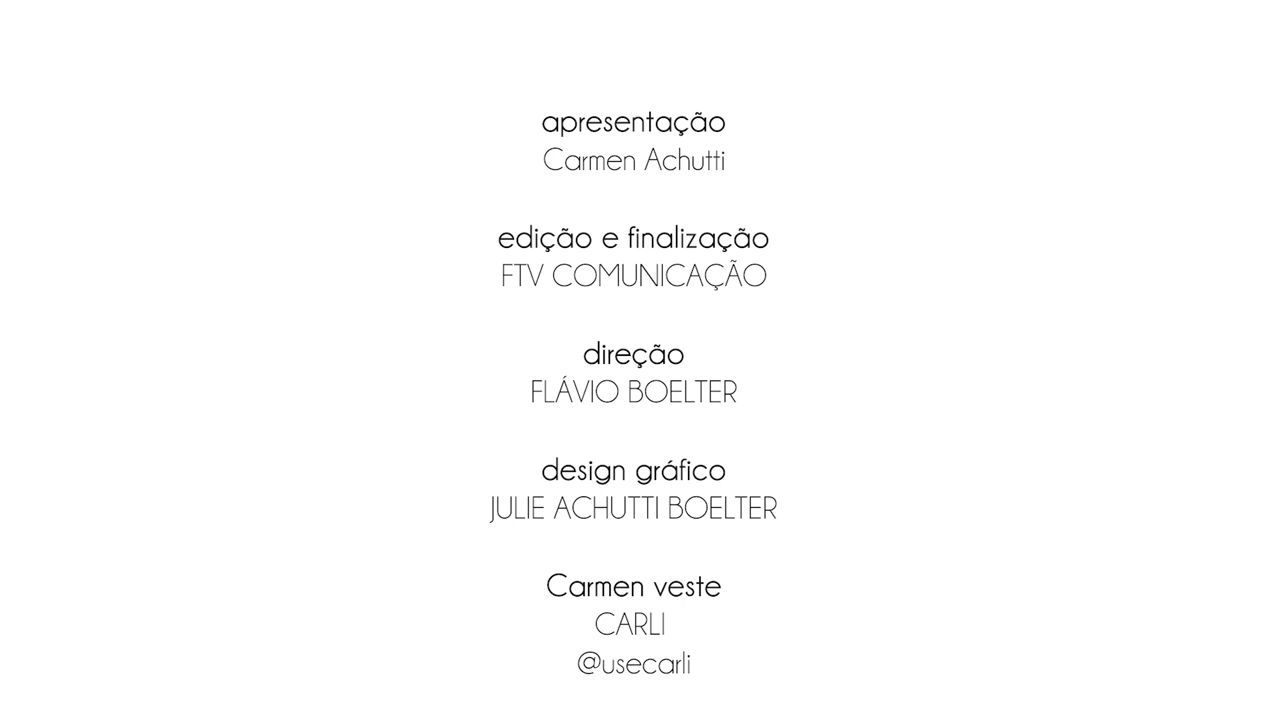 apresentação
Carmen Achutti
edição e finalização
FTV COMUNICAÇÃO
direção
FLÁVIO BOELTER
design gráfico
JULIE ACHUTTI BOELTER
Carmen veste
CARLI
@usecarli